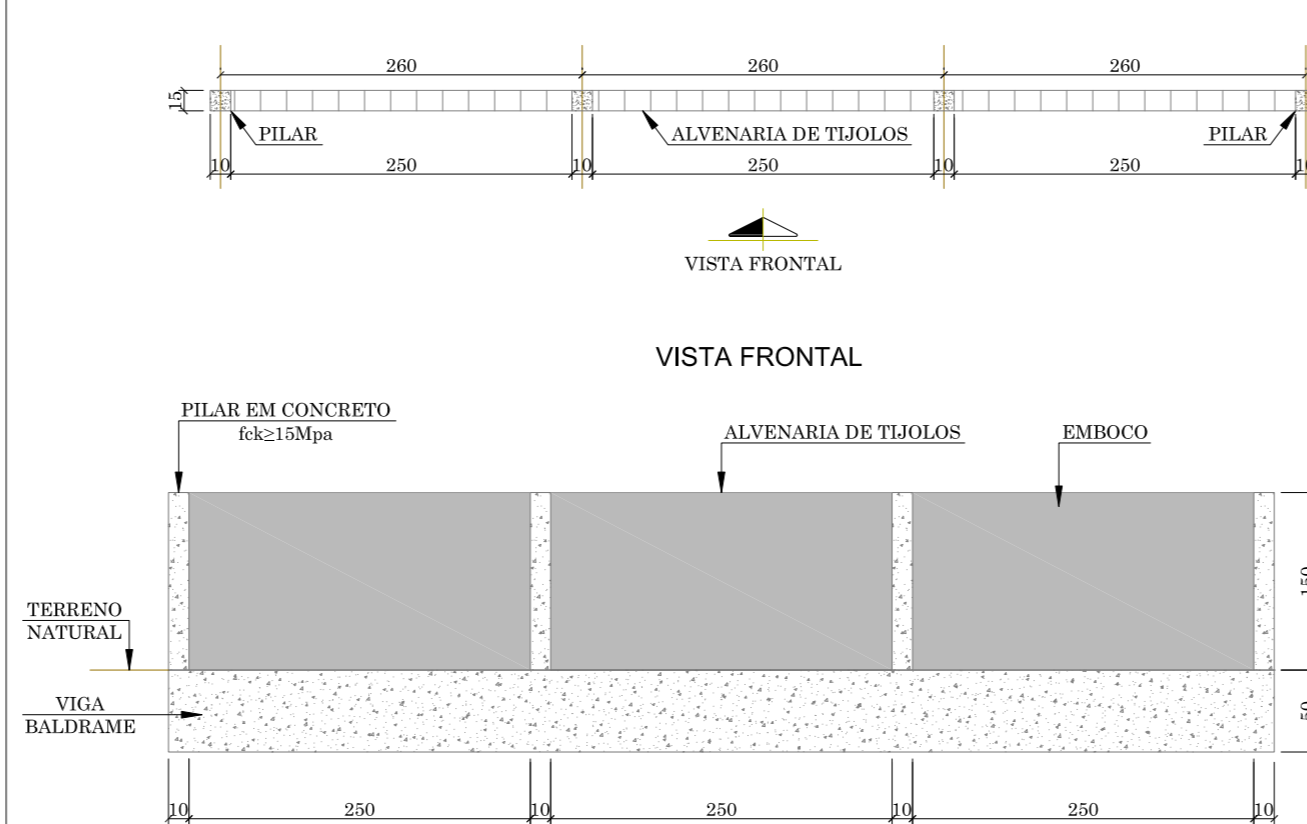 260 260 260
15
PILAR ALVENARIA DE TIJOLOS PILAR
10 250 10 250 10 250
VISTA FRONTAL
VISTA FRONTAL
PILAR EM CONCRETO
fck≥15Mpa
ALVENARIA DE TIJOLOS EMBOCO
TERRENO
NATURAL
VIGA
BALDRAME
10 250 10 250 10 250 10